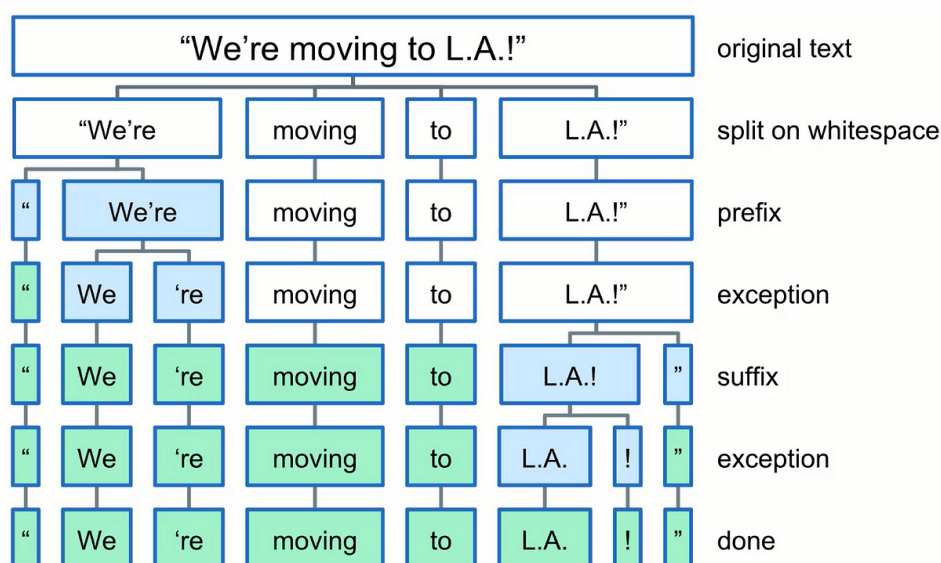 “We’re moving to L.A.!” original text
“We’re moving to L.A.!” split on whitespace
“ We’re moving to L.A.!” prefix
“ We ‘re moving to L.A.!” exception
“ We ‘re moving to L.A.! ” suffix
“ We ‘re moving to L.A. ! ” exception
“ We ‘re moving to L.A. ! ” done